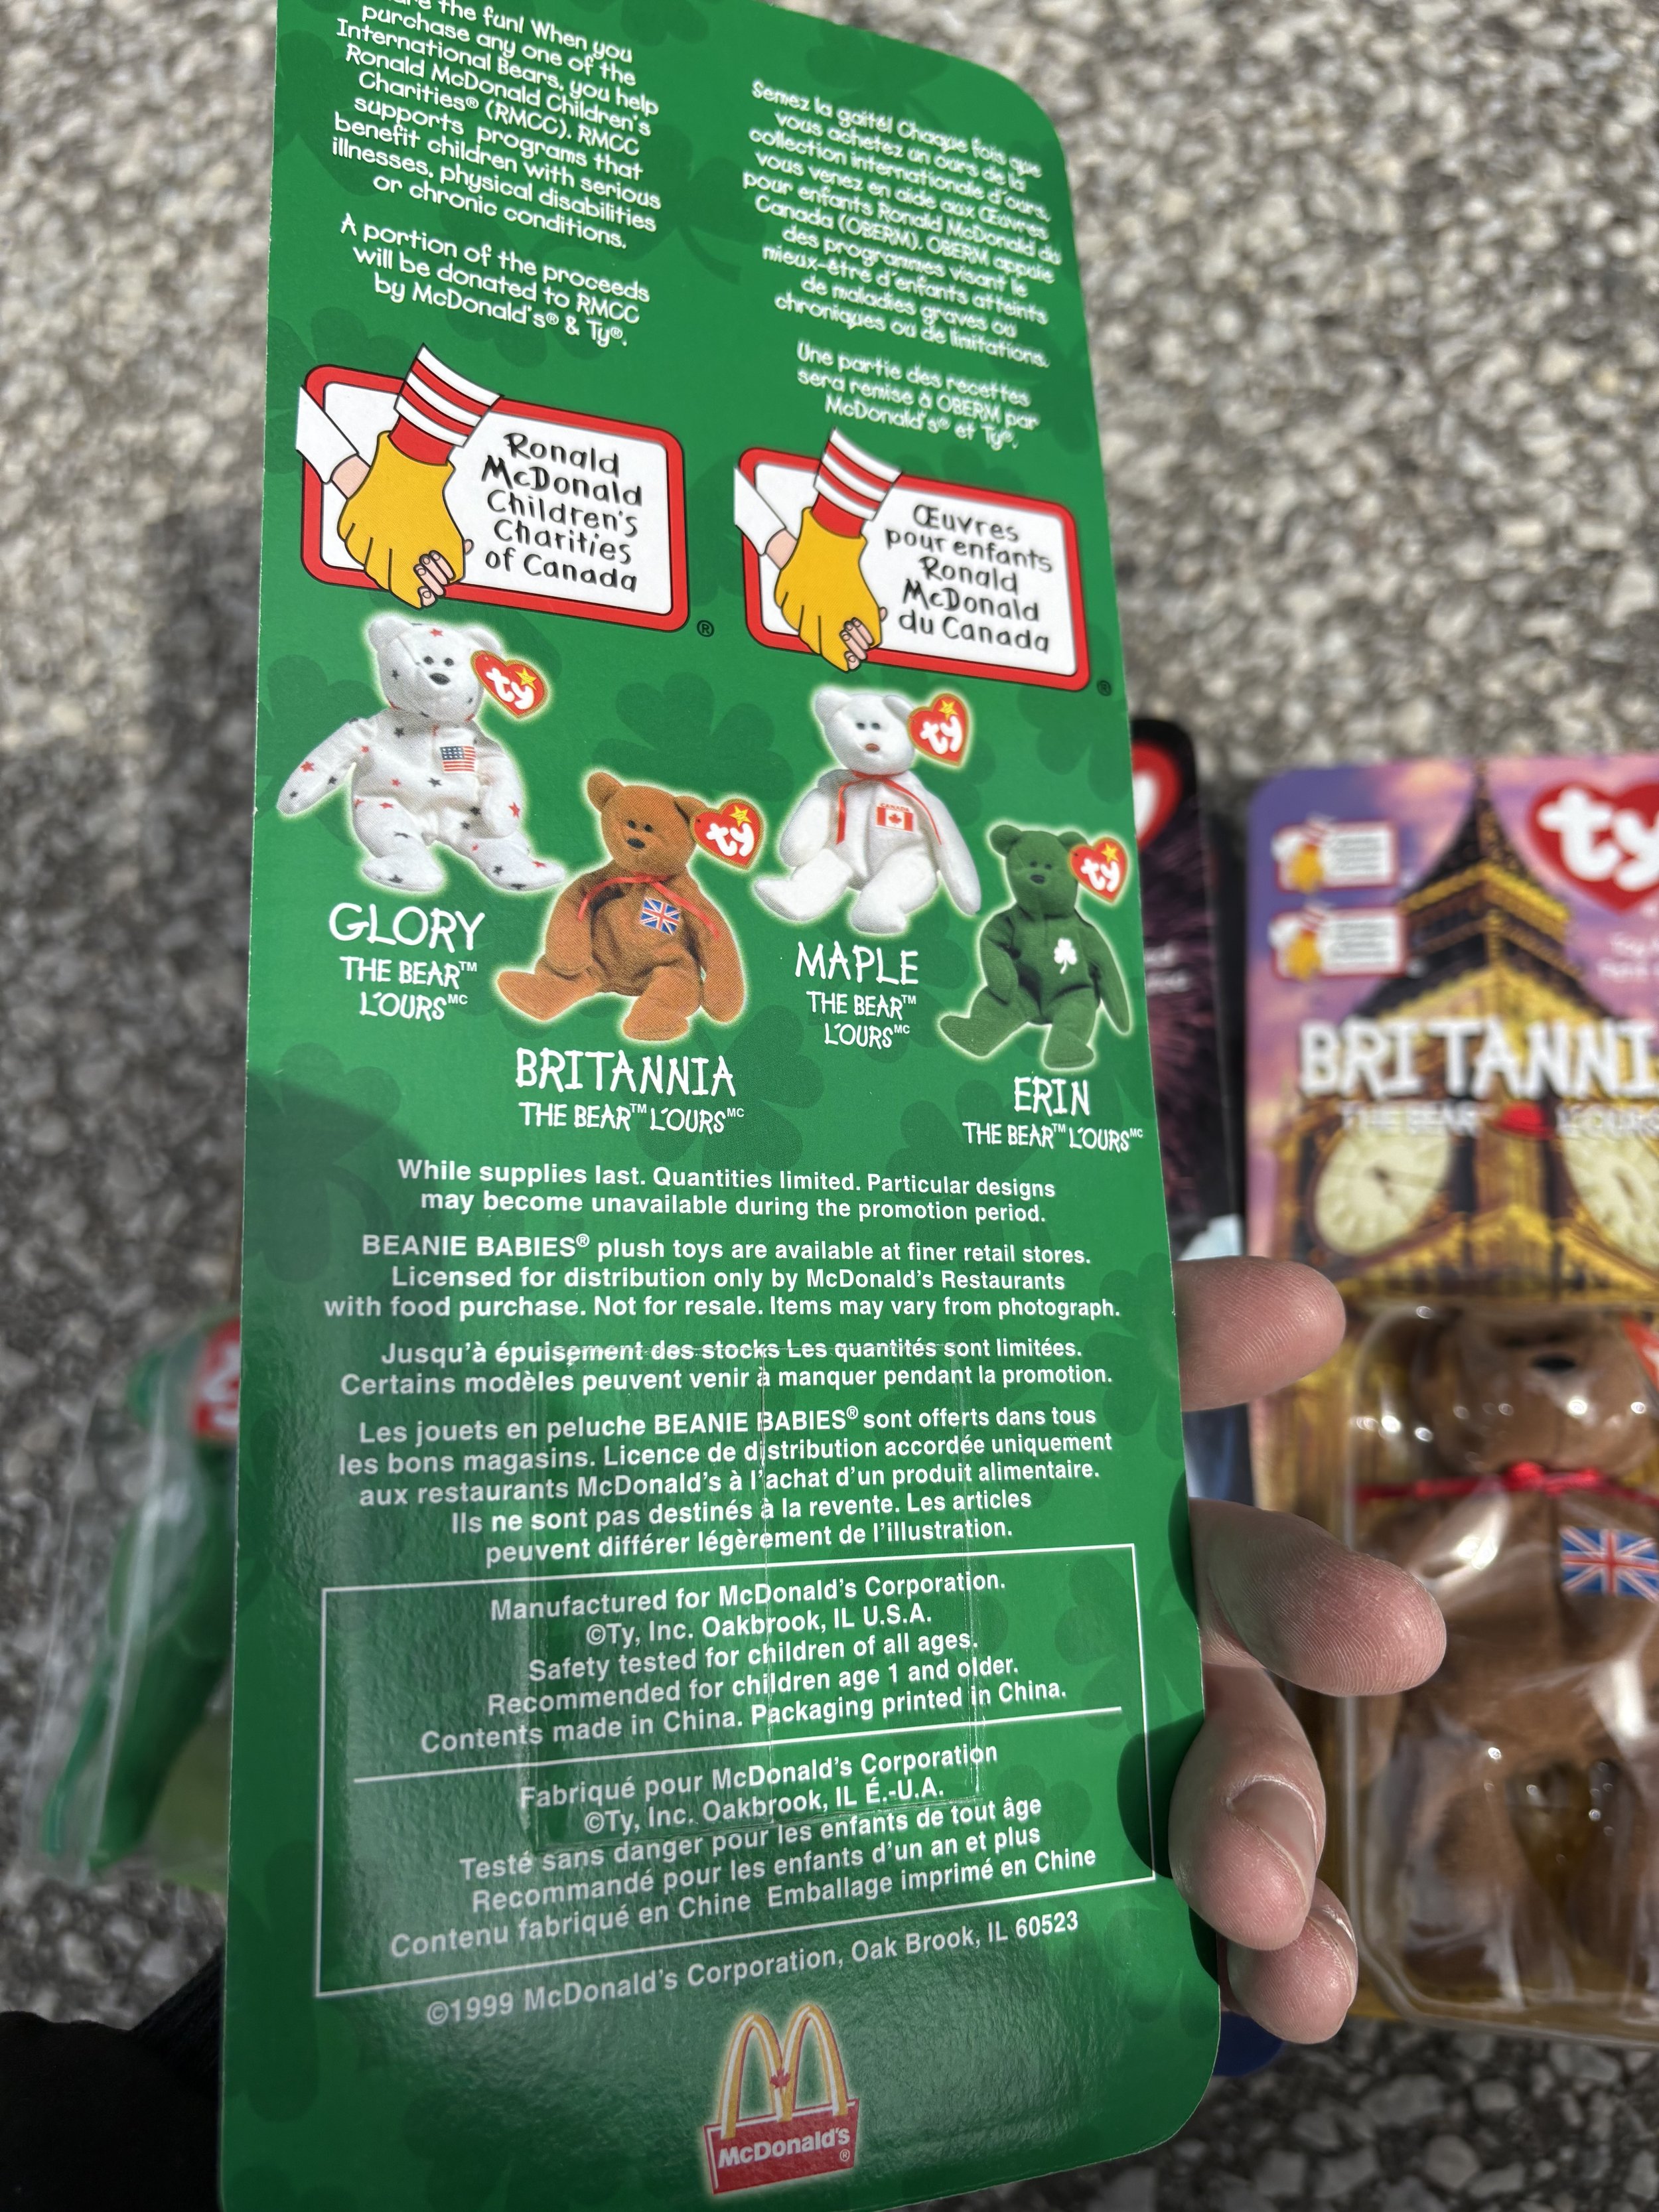 the fun! When you
purchase any one of the
International Bears, you help
Ronald McDonald Children's
Charities® (RMCC). RMCC
supports programs that
benefit children with serious
illnesses, physical disabilities
or chronic conditions.
A portion of the proceeds
will be donated to RMCC
by McDonald's® & Ty®.
Semez la gaité! Chaque fois que
vous achetez un ours de la
collection internationale d'ours,
vous venez en aide aux Œuvres
pour enfants Ronald McDonald du
Canada (OBERM). OBERM appuie
des programmes visant le
mieux-être d'enfants atteints
de maladies graves ou
chroniques ou de limitations.
Une partie des recettes
sera remise à OBERM par
McDonald's® et Ty®.
Ronald
McDonald
Children's
Charities
of Canada
®
Œuvres
pour enfants
Ronald
McDonald
du Canada
®
ty
ty
ty
ty
GLORY
THE BEAR™
L'OURS MC
BRITANNIA
THE BEAR™ L'OURS MC
MAPLE
THE BEAR™
L'OURS MC
ERIN
THE BEAR™ L'OURS MC
While supplies last. Quantities limited. Particular designs
may become unavailable during the promotion period.
BEANIE BABIES® plush toys are available at finer retail stores.
Licensed for distribution only by McDonald's Restaurants
with food purchase. Not for resale. Items may vary from photograph.
Jusqu'à épuisement des stocks Les quantités sont limitées.
Certains modèles peuvent venir à manquer pendant la promotion.
Les jouets en peluche BEANIE BABIES® sont offerts dans tous
les bons magasins. Licence de distribution accordée uniquement
aux restaurants McDonald's à l'achat d'un produit alimentaire.
Ils ne sont pas destinés à la revente. Les articles
peuvent différer légèrement de l'illustration.
Manufactured for McDonald's Corporation.
©Ty, Inc. Oakbrook, IL U.S.A.
Safety tested for children of all ages.
Recommended for children age 1 and older.
Contents made in China. Packaging printed in China.
Fabriqué pour McDonald's Corporation
©Ty, Inc. Oakbrook, IL É.-U.A.
Testé sans danger pour les enfants de tout âge
Recommandé pour les enfants d'un an et plus
Contenu fabriqué en Chine Emballage imprimé en Chine
©1999 McDonald's Corporation, Oak Brook, IL 60523
McDonald's
®
ty
BRITANNI
THE BEAR L'OURS